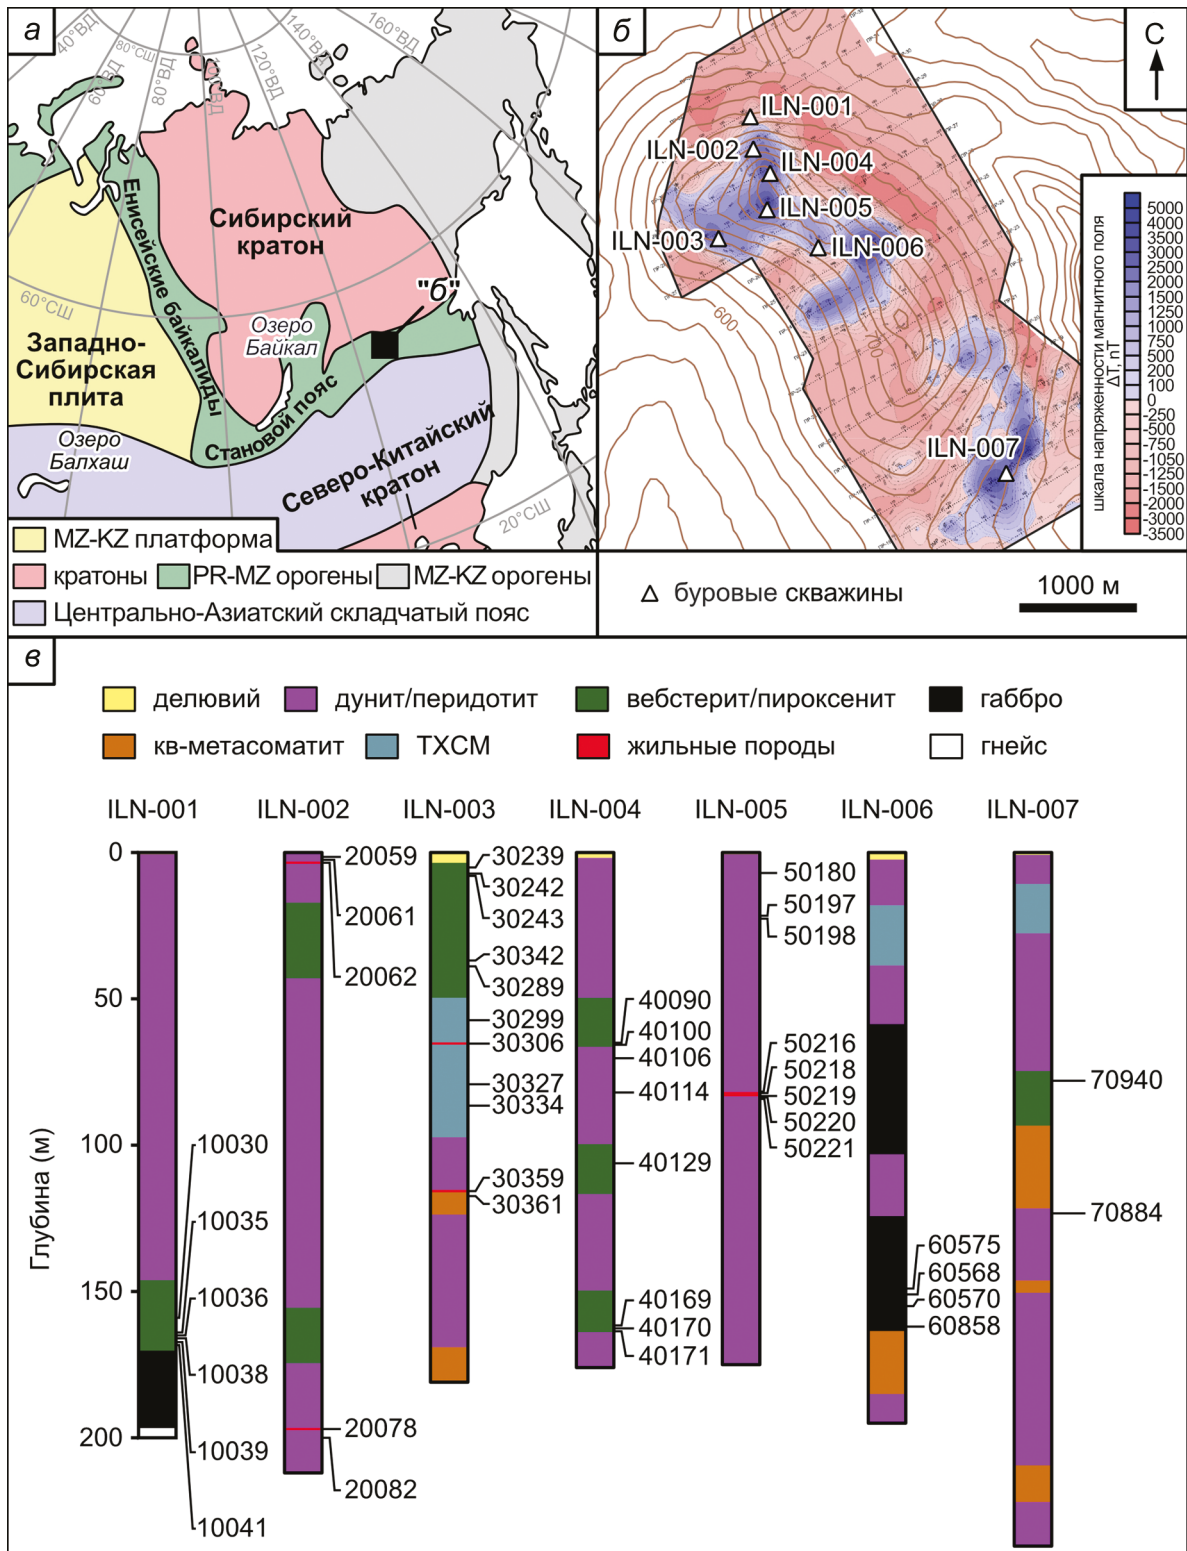 а
40°ВД
60°ВД
80°СШ
80°ВД
120°ВД
140°ВД
160°ВД
Енисейские байкалиды
Сибирский
кратон
"б"
60°СШ
Озеро
Байкал
Западно-
Сибирская
плита
Становой пояс
Озеро
Балхаш
Северо-Китайский
кратон
20°СШ
MZ-KZ платформа
кратоны
PR-MZ орогены
MZ-KZ орогены
Центрально-Азиатский складчатый пояс
б
С
ILN-001
ILN-002
ILN-004
ILN-005
ILN-003
ILN-006
600
700
ILN-007
шкала напряженности магнитного поля
ΔT, nT
5000
4000
3500
3000
2500
2000
1500
1000
750
500
200
100
0
-250
-500
-750
-1050
-1250
-1500
-2000
-3000
-3500
буровые скважины
1000 м
в
делювий
дунит/перидотит
вебстерит/пироксенит
габбро
кв-метасоматит
ТХСМ
жильные породы
гнейс
ILN-001
ILN-002
ILN-003
ILN-004
ILN-005
ILN-006
ILN-007
Глубина (м)
0
50
100
150
200
10030
10035
10036
10038
10039
10041
20059
20061
20062
20078
20082
30239
30242
30243
30342
30289
30299
30306
30327
30334
30359
30361
40090
40100
40106
40114
40129
40169
40170
40171
50180
50197
50198
50216
50218
50219
50220
50221
60575
60568
60570
60858
70940
70884